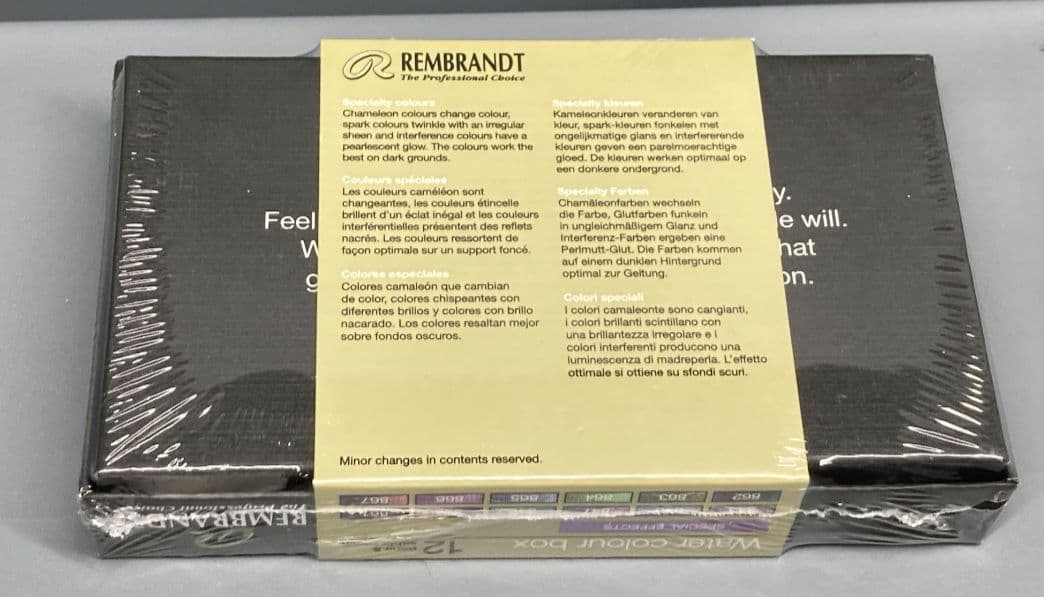 REMBRANDT
The Professional Choice
Specialty colours
Chameleon colours change colour,
spark colours twinkle with an irregular
sheen and interference colours have a
pearlescent glow. The colours work the
best on dark grounds.
Couleurs spéciales
Les couleurs caméléon sont
changeantes, les couleurs étincelle
brillent d'un éclat inégal et les couleurs
interférentielles présentent des reflets
nacrés. Les couleurs ressortent de
façon optimale sur un support foncé.
Colores especiales
Colores camaleón que cambian
de color, colores chispeantes con
diferentes brillos y colores con brillo
nacarado. Los colores resaltan mejor
sobre fondos oscuros.
Specialty kleuren
Kameleonkleuren veranderen van
kleur, spark-kleuren fonkelen met
ongelijkmatige glans en interfererende
kleuren geven een parelmoerachtige
gloed. De kleuren werken optimaal op
een donkere ondergrond.
Specialty Farben
Chamäleonfarben wechseln
die Farbe, Glutfarben funkeln
in ungleichmäßigem Glanz und
Interferenz-Farben ergeben eine
Perlmutt-Glut. Die Farben kommen
auf einem dunklen Hintergrund
optimal zur Geltung.
Colori speciali
I colori camaleonte sono cangianti,
i colori brillanti scintillano con
una brillantezza irregolare e i
colori interferenti producono una
luminescenza di madreperla. L'effetto
ottimale si ottiene su sfondi scuri.
Minor changes in contents reserved.
Feel
e will.
hat
on.
867 866 865 864 863 862
SPECIAL EFFECTS
Water colour box
12
REMBRAND